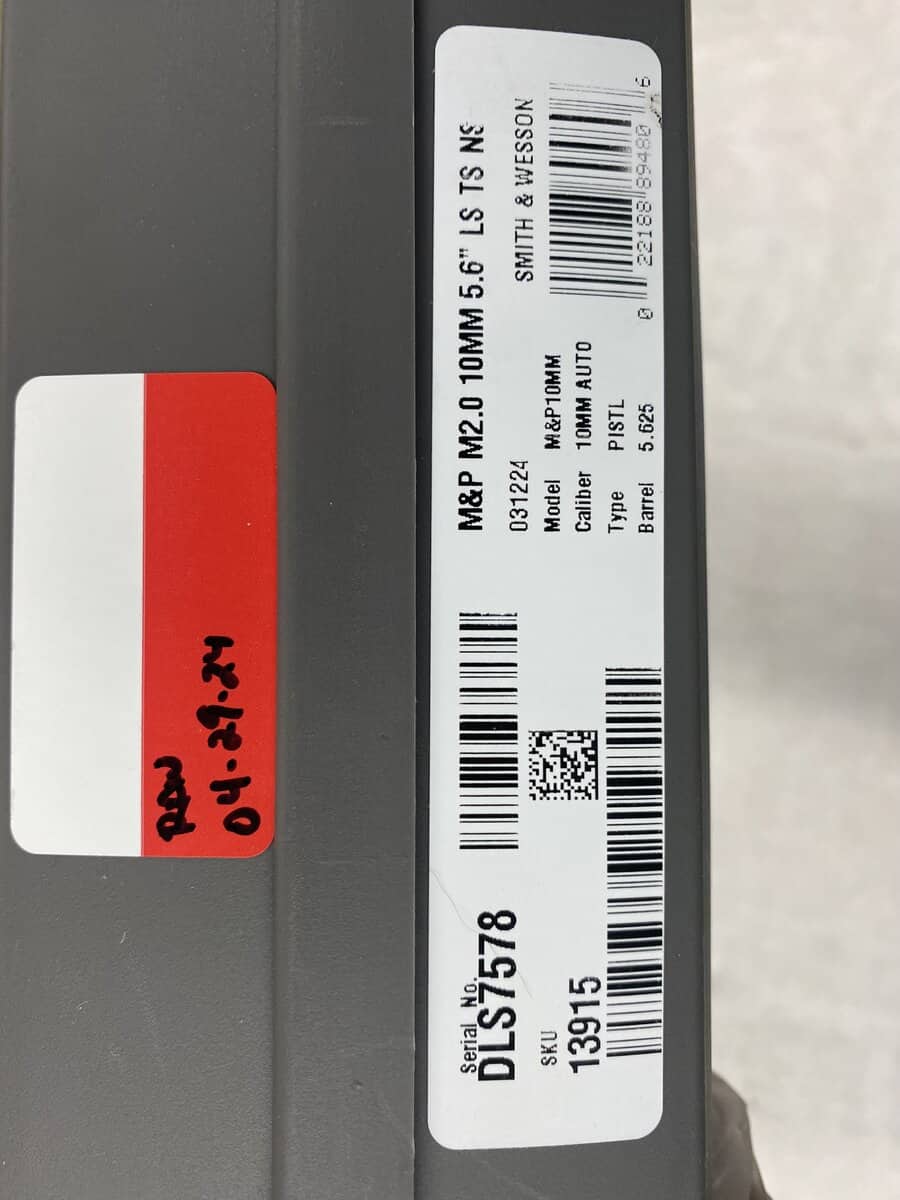 RAW
04-29-24
Serial No.
DLS7578
SKU
13915
M&P M2.0 10MM 5.6" LS TS NS
031224
SMITH & WESSON
Model M&P10MM
Caliber 10MM AUTO
Type PISTL
Barrel 5.625
0 22188 89480 6